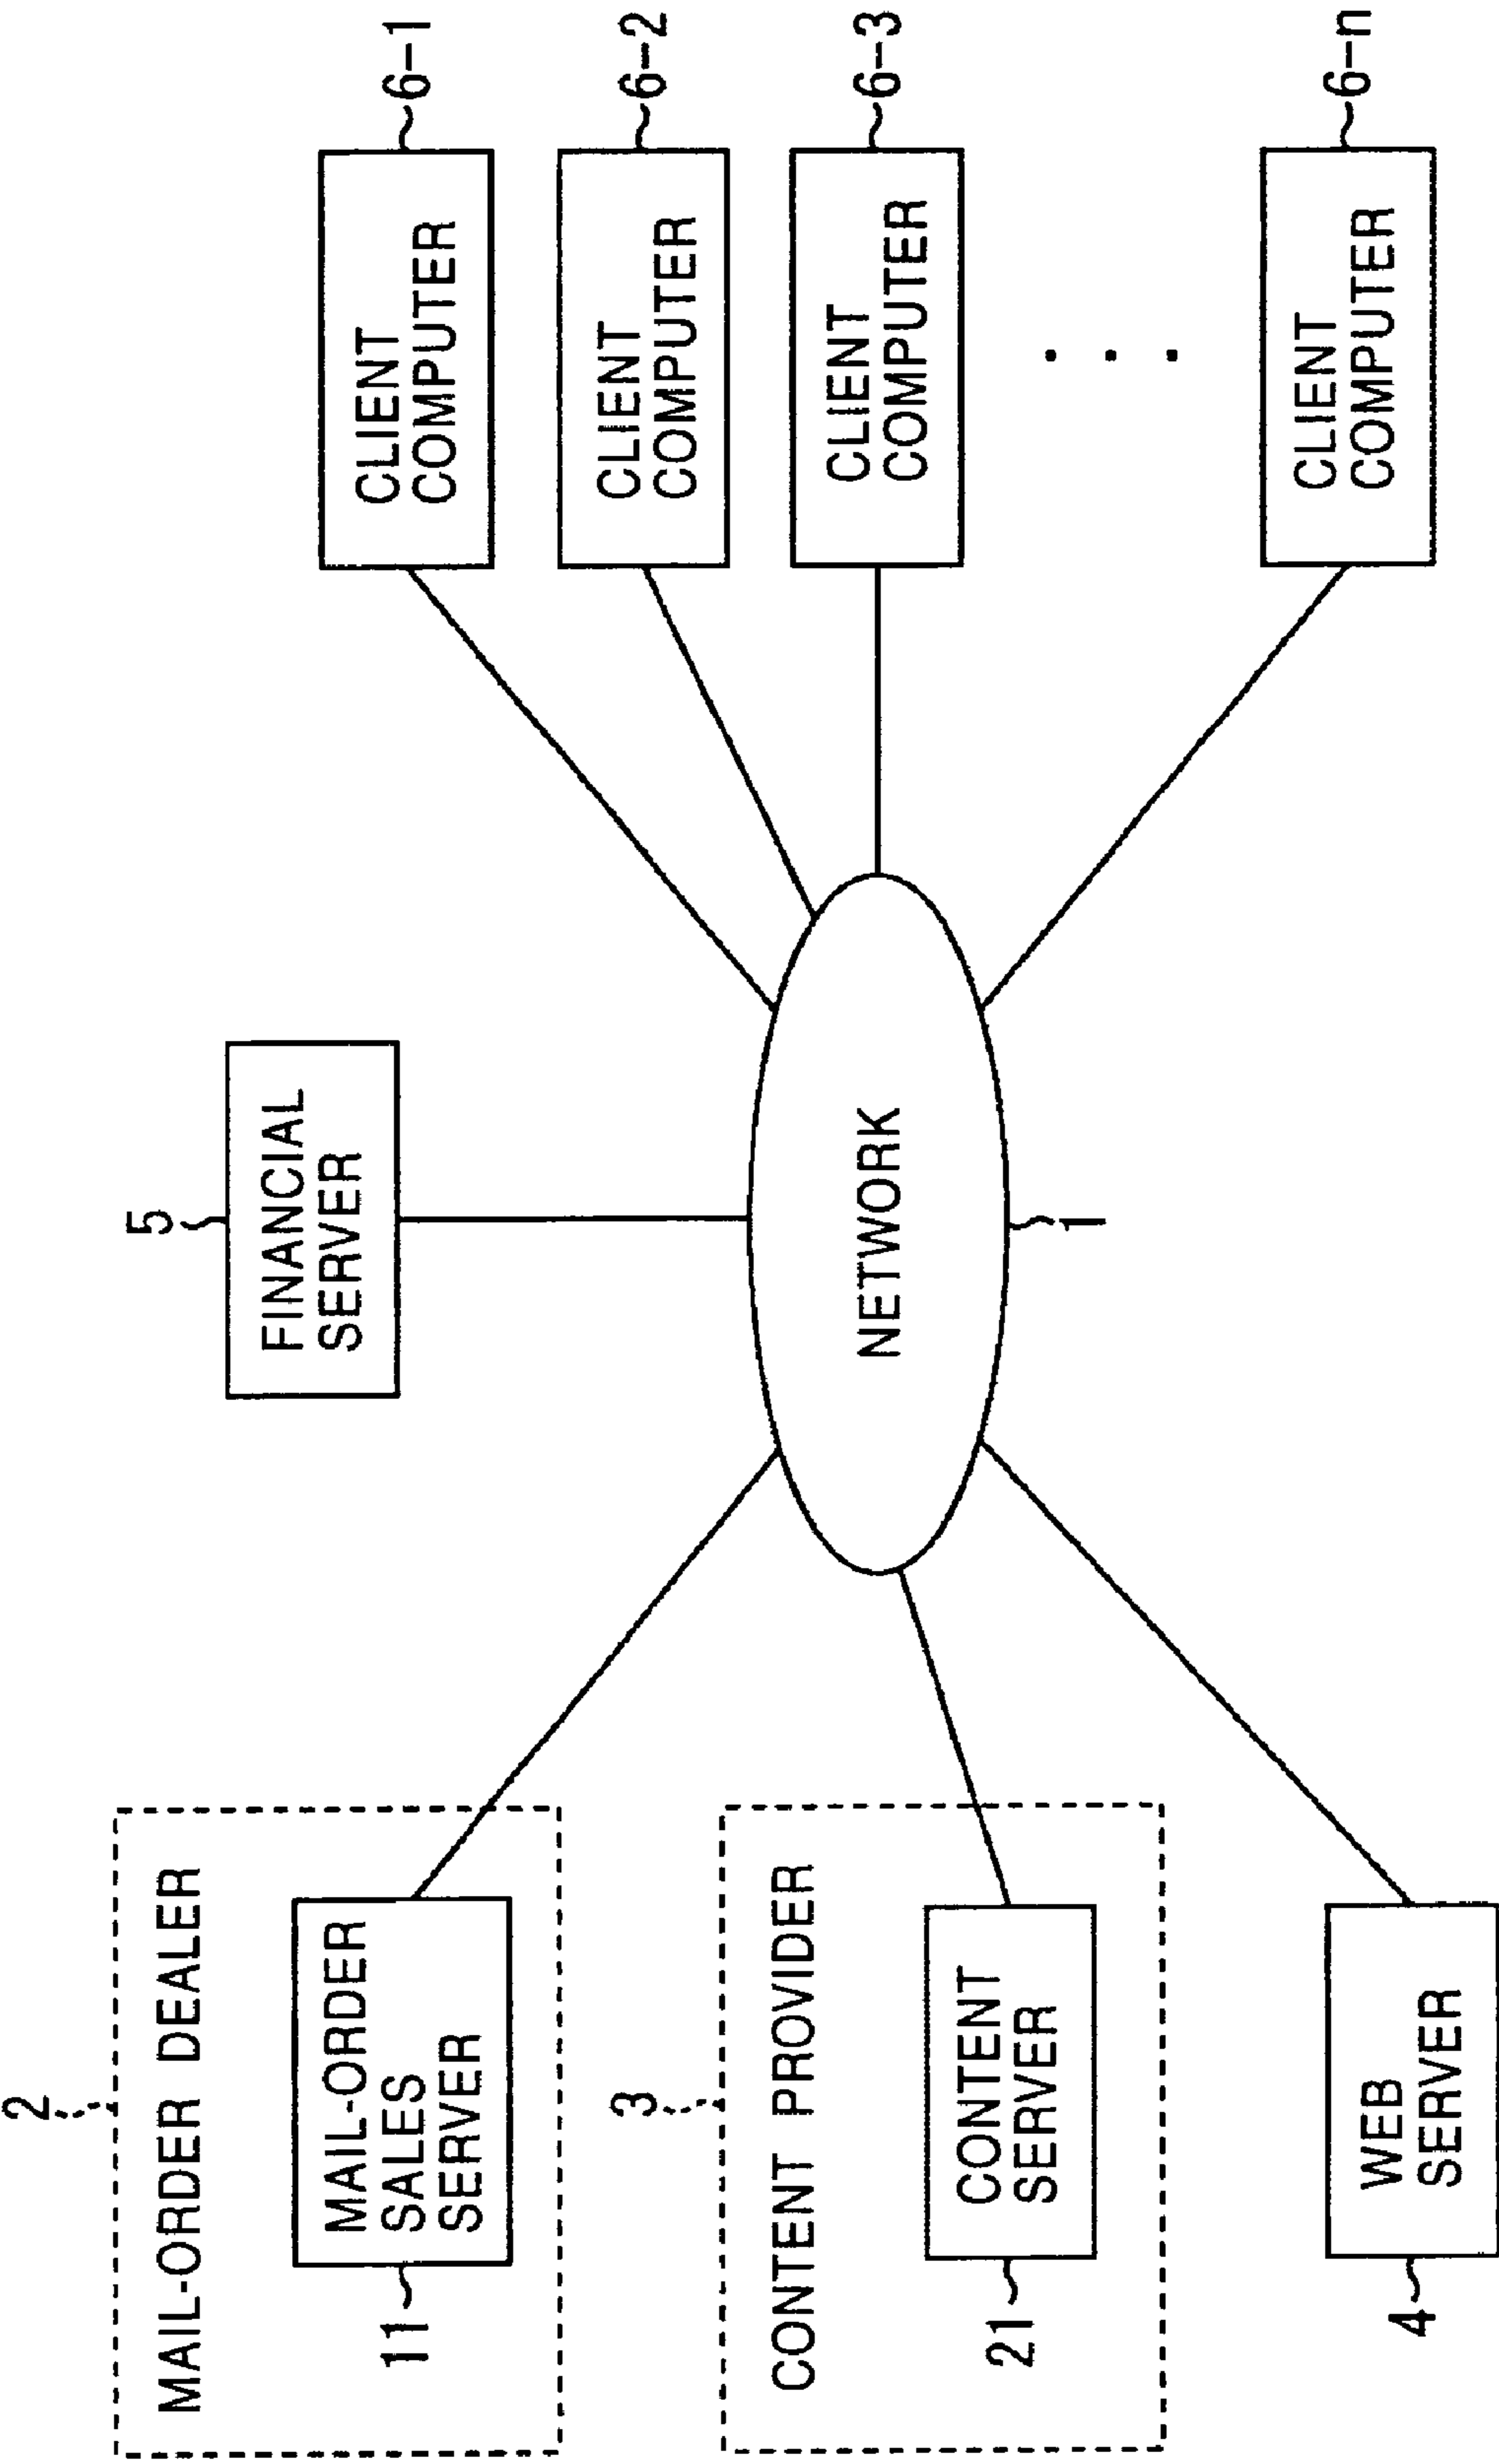 2
MAIL-ORDER DEALER
MAIL-ORDER
SALES
SERVER
11
3
CONTENT PROVIDER
CONTENT
SERVER
21
WEB
SERVER
4
5
FINANCIAL
SERVER
NETWORK
1
CLIENT
COMPUTER
6-1
CLIENT
COMPUTER
6-2
CLIENT
COMPUTER
6-3
. . .
CLIENT
COMPUTER
6-n